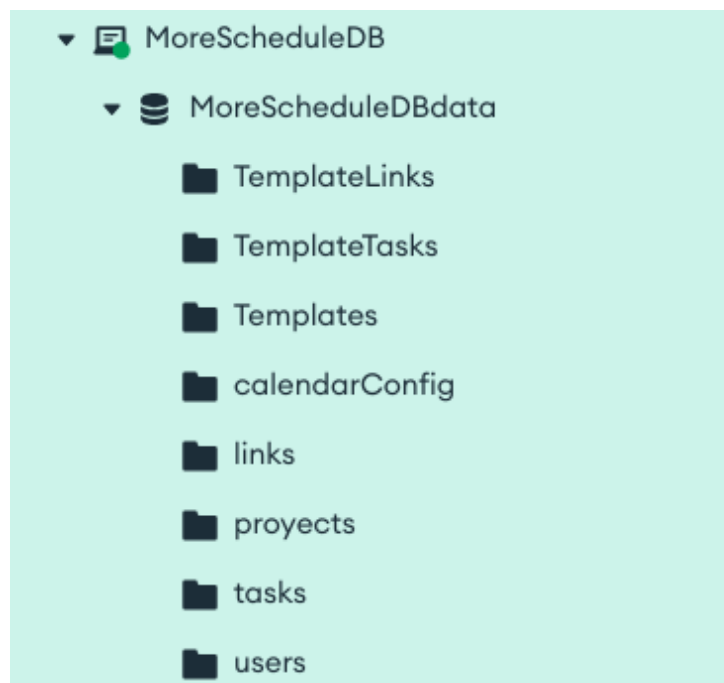 MoreScheduleDB
MoreScheduleDBdata
TemplateLinks
TemplateTasks
Templates
calendarConfig
links
proyects
tasks
users